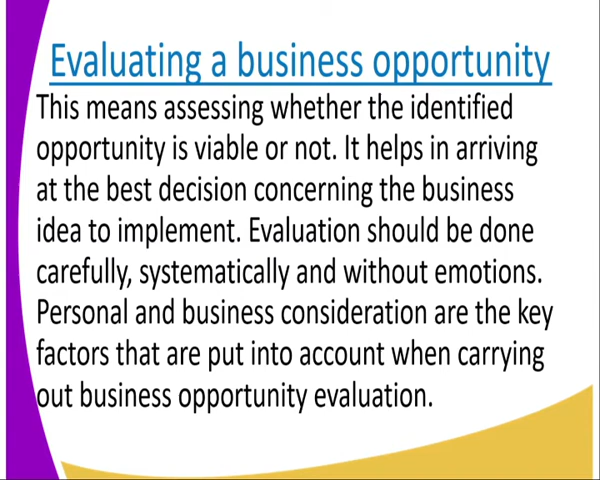 Evaluating a business opportunity
This means assessing whether the identified
opportunity is viable or not. It helps in arriving
at the best decision concerning the business
idea to implement. Evaluation should be done
carefully, systematically and without emotions.
Personal and business consideration are the key
factors that are put into account when carrying
out business opportunity evaluation.